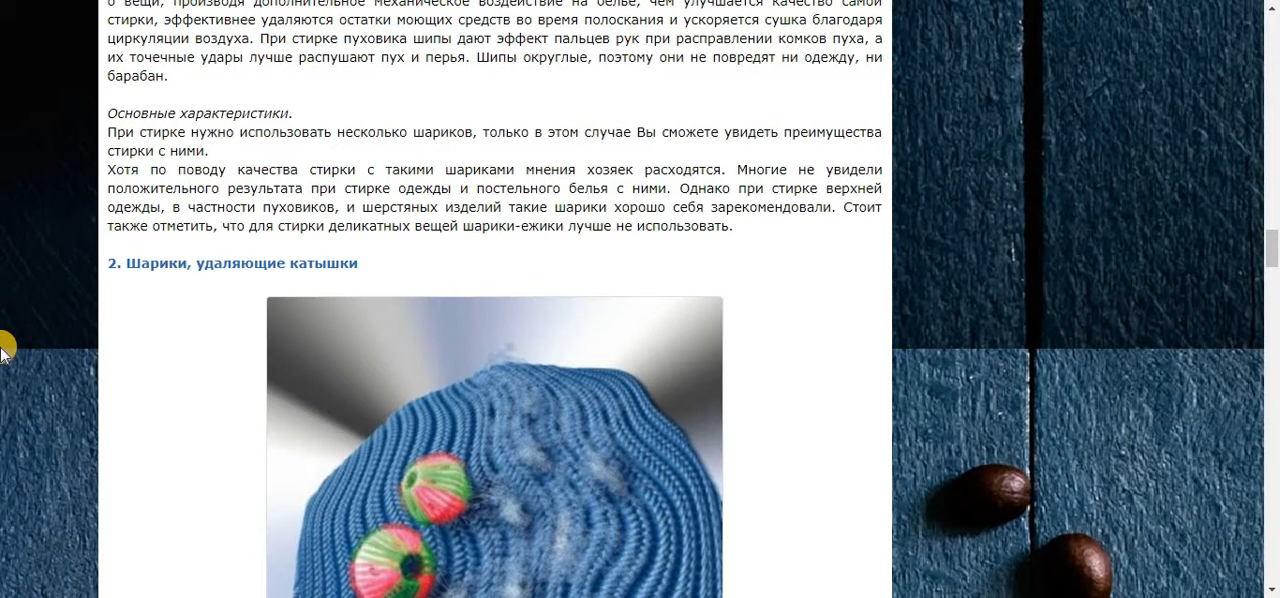 о вещи, производя дополнительное механическое воздействие на белье, чем улучшается качество самой
стирки, эффективнее удаляются остатки моющих средств во время полоскания и ускоряется сушка благодаря
циркуляции воздуха. При стирке пуховика шипы дают эффект пальцев рук при расправлении комков пуха, а
их точечные удары лучше распушают пух и перья. Шипы округлые, поэтому они не повредят ни одежду, ни
барабан.
Основные характеристики.
При стирке нужно использовать несколько шариков, только в этом случае Вы сможете увидеть преимущества
стирки с ними.
Хотя по поводу качества стирки с такими шариками мнения хозяек расходятся. Многие не увидели
положительного результата при стирке одежды и постельного белья с ними. Однако при стирке верхней
одежды, в частности пуховиков, и шерстяных изделий такие шарики хорошо себя зарекомендовали. Стоит
также отметить, что для стирки деликатных вещей шарики-ежики лучше не использовать.
2. Шарики, удаляющие катышки